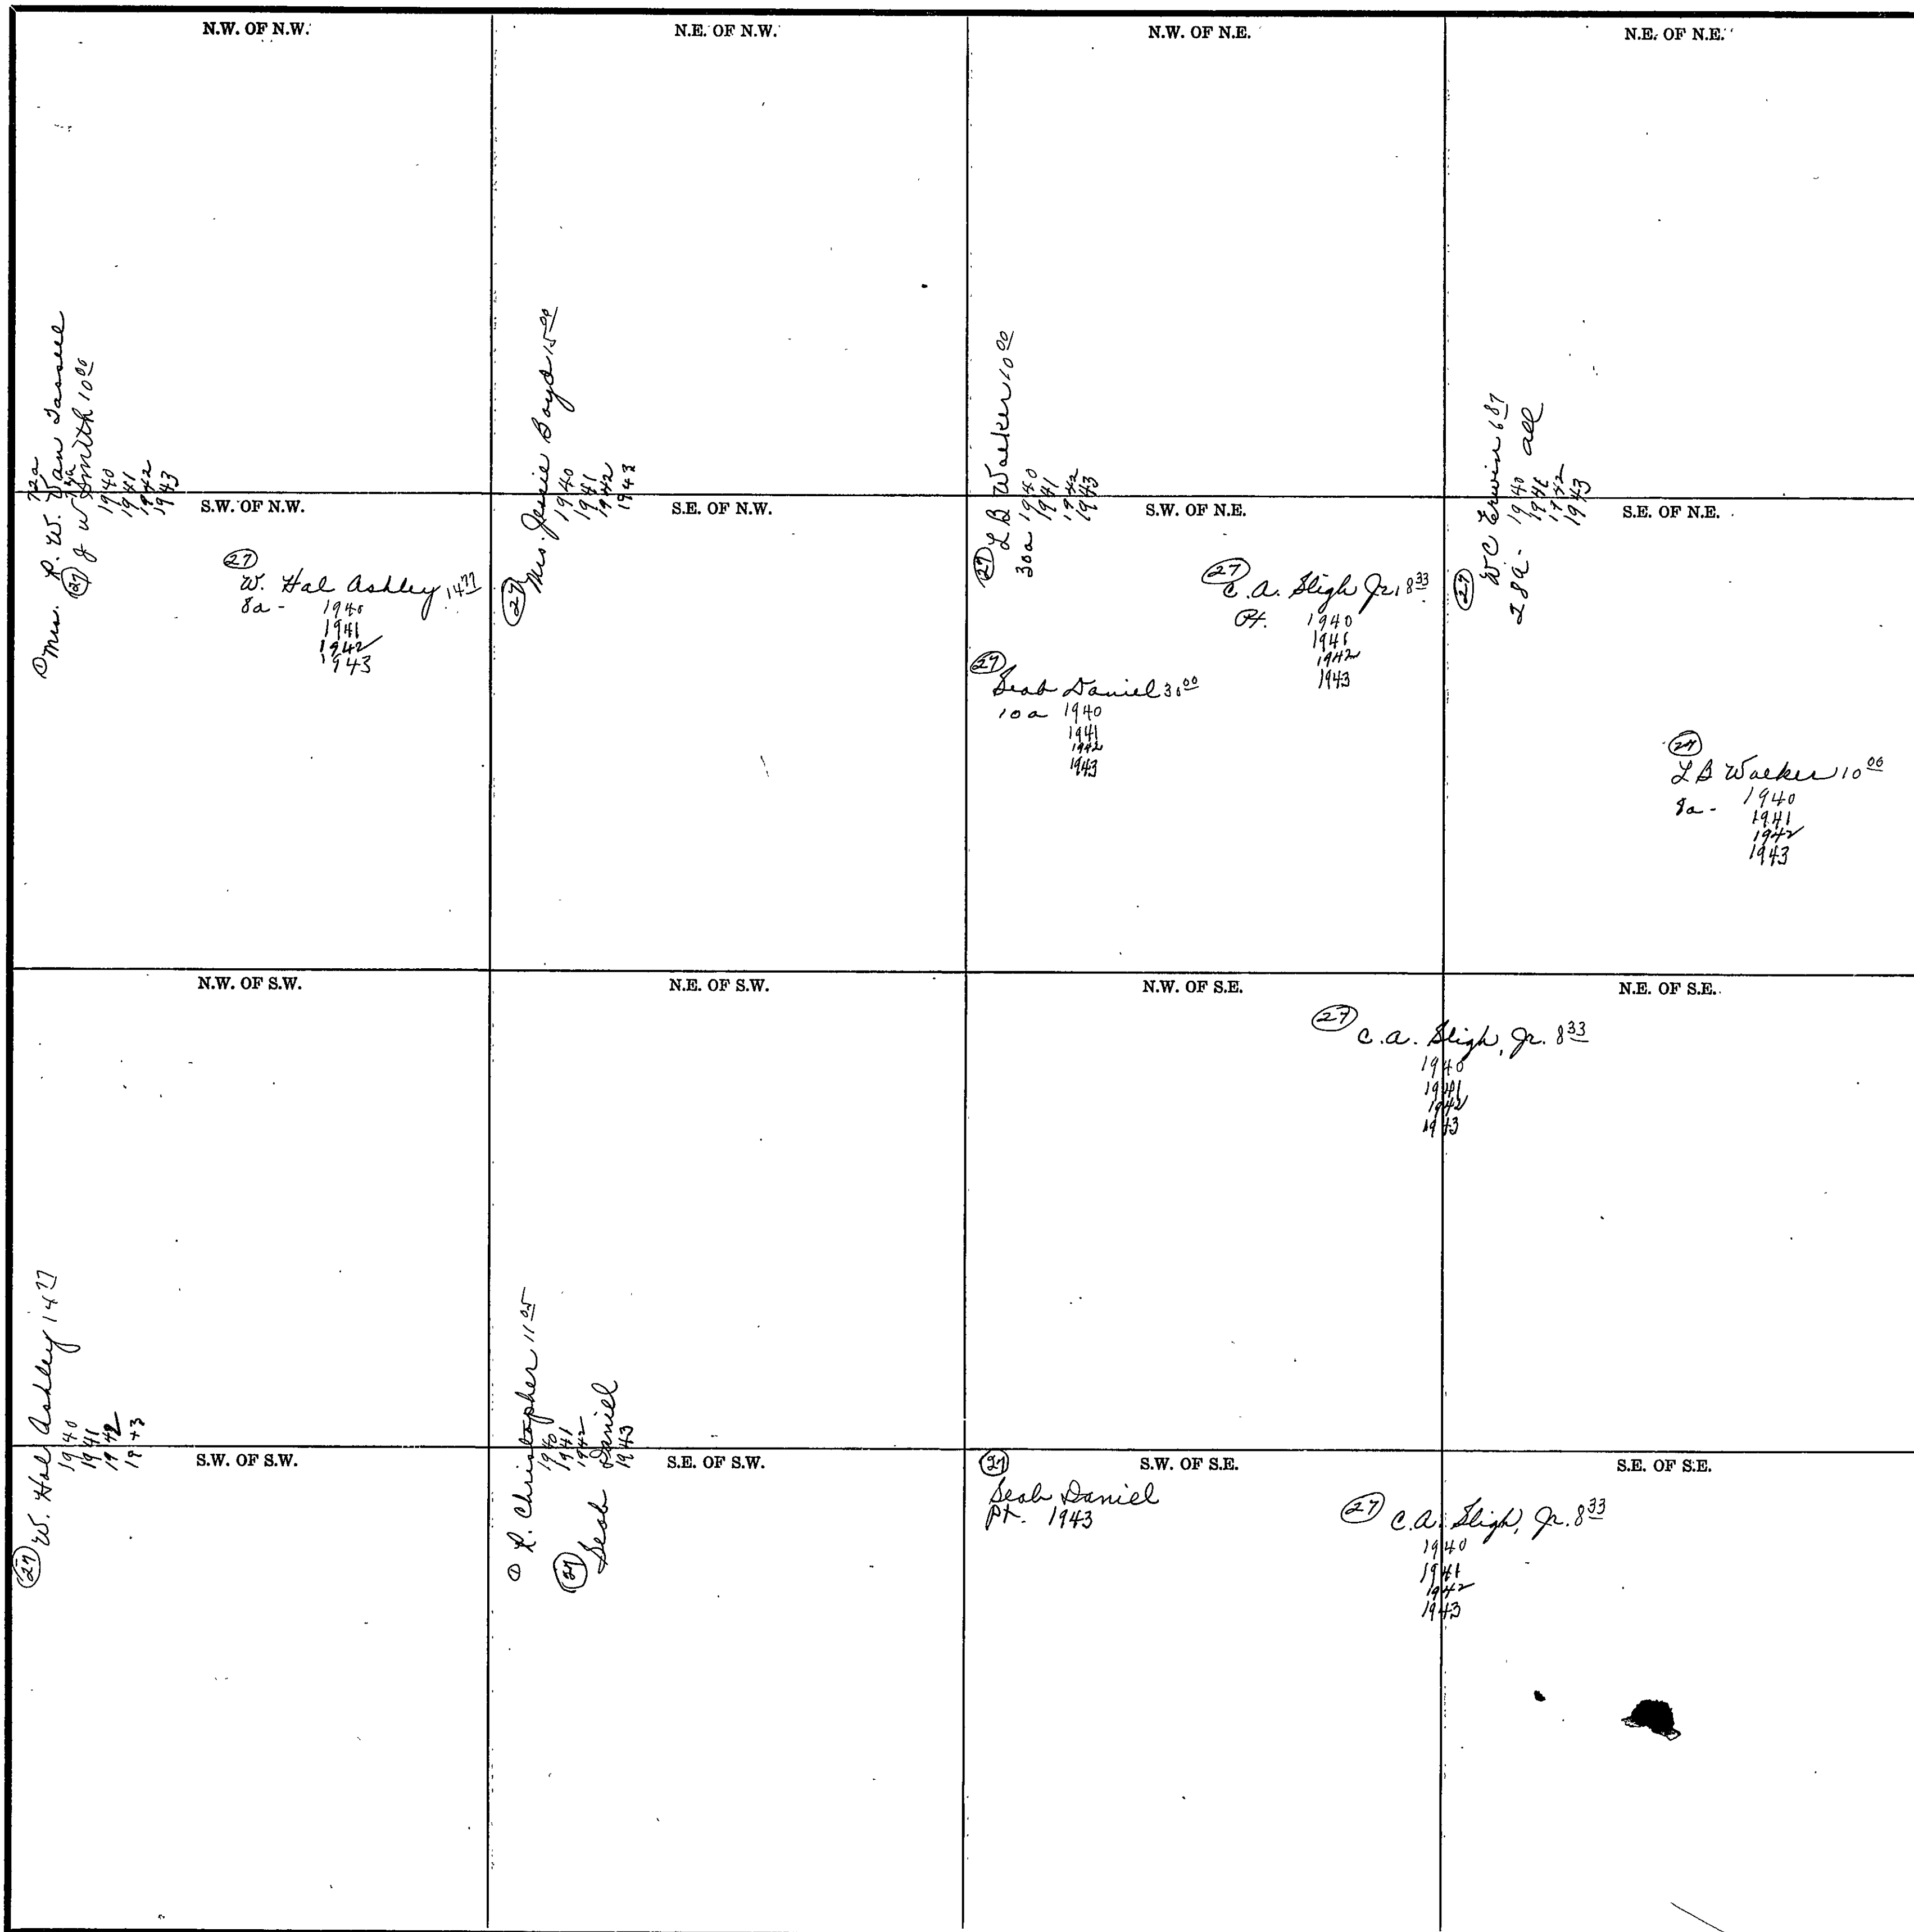 N.W. OF N.W.
N.E. OF N.W.
N.W. OF N.E.
N.E. OF N.E.
72a
① Mrs. P. W. Van Tassel
㉗ J W Smith 10 00
1940
1941
1942
1943
㉗ Mrs. Jessie Boyd 15 00
1940
1941
1942
1943
㉗ L B Walker 10 00
30a 1940
1941
1942
1943
㉗ W C Erwin 6 87
28a - 1940 all
1941
1942
1943
S.W. OF N.W.
S.E. OF N.W.
S.W. OF N.E.
S.E. OF N.E.
㉗
W. Hal Ashley 14 77
8a - 1940
1941
1942
1943
㉗
C. A. Sligh Jr. 8 33
Pt. 1940
1941
1942
1943
㉗
Seab Daniel 30 00
10a 1940
1941
1942
1943
㉗
L B Walker 10 00
8a - 1940
1941
1942
1943
N.W. OF S.W.
N.E. OF S.W.
N.W. OF S.E.
N.E. OF S.E.
㉗ C. A. Sligh, Jr. 8 33
1940
1941
1942
1943
㉗ W. Hal Ashley 14 77
1940
1941
1942
1943
① R. Christopher 11 05
1940
1941
1942
㉗ Seab Daniel
1943
S.W. OF S.W.
S.E. OF S.W.
S.W. OF S.E.
S.E. OF S.E.
㉗
Seab Daniel
Pt. 1943
㉗ C. A. Sligh, Jr. 8 33
1940
1941
1942
1943